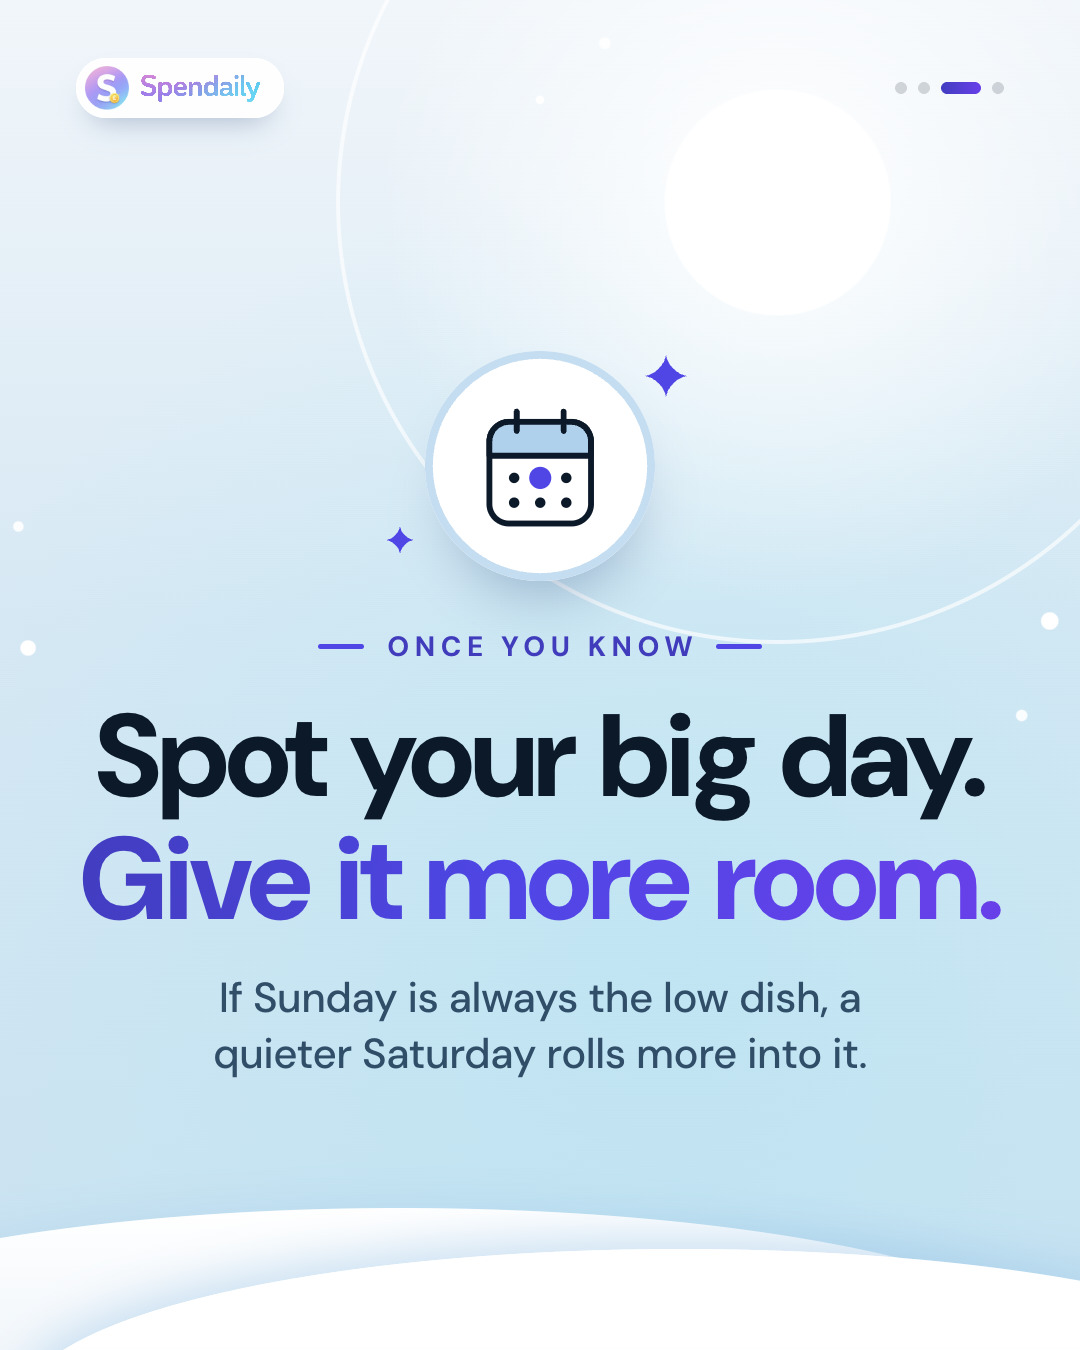 Spendaily
ONCE YOU KNOW
Spot your big day.
Give it more room.
If Sunday is always the low dish, a
quieter Saturday rolls more into it.